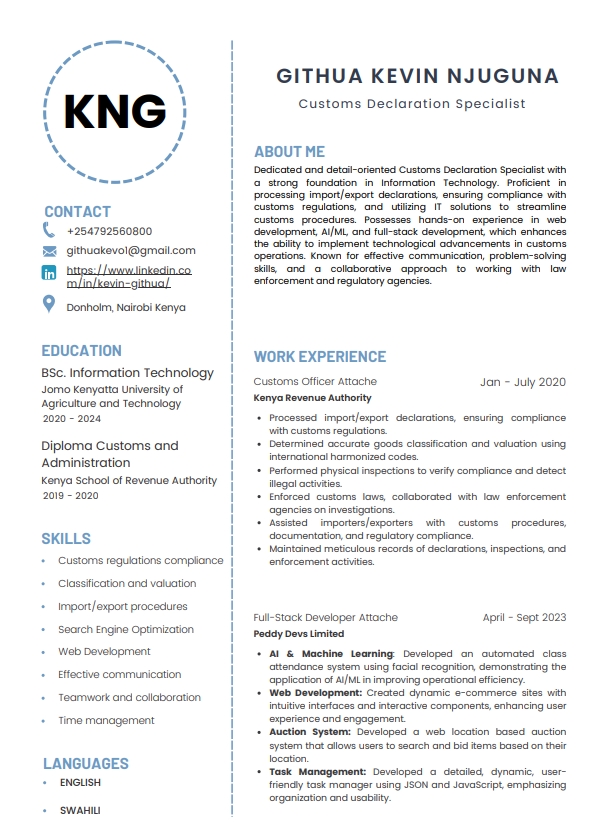 KNG
CONTACT
+254792560800
githuakevo1@gmail.com
https://www.linkedin.co
m/in/kevin-githua/
Donholm, Nairobi Kenya
EDUCATION
BSc. Information Technology
Jomo Kenyatta University of
Agriculture and Technology
2020 - 2024
Diploma Customs and
Administration
Kenya School of Revenue Authority
2019 - 2020
SKILLS
• Customs regulations compliance
• Classification and valuation
• Import/export procedures
• Search Engine Optimization
• Web Development
• Effective communication
• Teamwork and collaboration
• Time management
LANGUAGES
• ENGLISH
• SWAHILI
GITHUA KEVIN NJUGUNA
Customs Declaration Specialist
ABOUT ME
Dedicated and detail-oriented Customs Declaration Specialist with
a strong foundation in Information Technology. Proficient in
processing import/export declarations, ensuring compliance with
customs regulations, and utilizing IT solutions to streamline
customs procedures. Possesses hands-on experience in web
development, AI/ML, and full-stack development, which enhances
the ability to implement technological advancements in customs
operations. Known for effective communication, problem-solving
skills, and a collaborative approach to working with law
enforcement and regulatory agencies.
WORK EXPERIENCE
Customs Officer Attache Jan - July 2020
Kenya Revenue Authority
• Processed import/export declarations, ensuring compliance
with customs regulations.
• Determined accurate goods classification and valuation using
international harmonized codes.
• Performed physical inspections to verify compliance and detect
illegal activities.
• Enforced customs laws, collaborated with law enforcement
agencies on investigations.
• Assisted importers/exporters with customs procedures,
documentation, and regulatory compliance.
• Maintained meticulous records of declarations, inspections, and
enforcement activities.
Full-Stack Developer Attache April - Sept 2023
Peddy Devs Limited
• AI & Machine Learning: Developed an automated class
attendance system using facial recognition, demonstrating the
application of AI/ML in improving operational efficiency.
• Web Development: Created dynamic e-commerce sites with
intuitive interfaces and interactive components, enhancing user
experience and engagement.
• Auction System: Developed a web location based auction
system that allows users to search and bid items based on their
location.
• Task Management: Developed a detailed, dynamic, user-
friendly task manager using JSON and JavaScript, emphasizing
organization and usability.